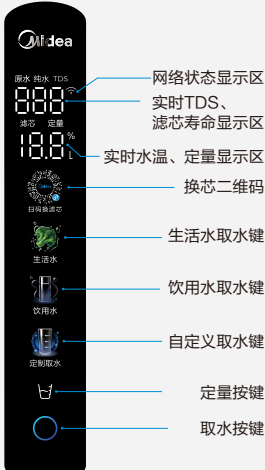 Midea
原水 纯水 TDS
888
滤芯 定量
18.8 % L
扫码换滤芯
生活水
饮用水
定制取水
网络状态显示区
实时TDS、
滤芯寿命显示区
实时水温、定量显示区
换芯二维码
生活水取水键
饮用水取水键
自定义取水键
定量按键
取水按键